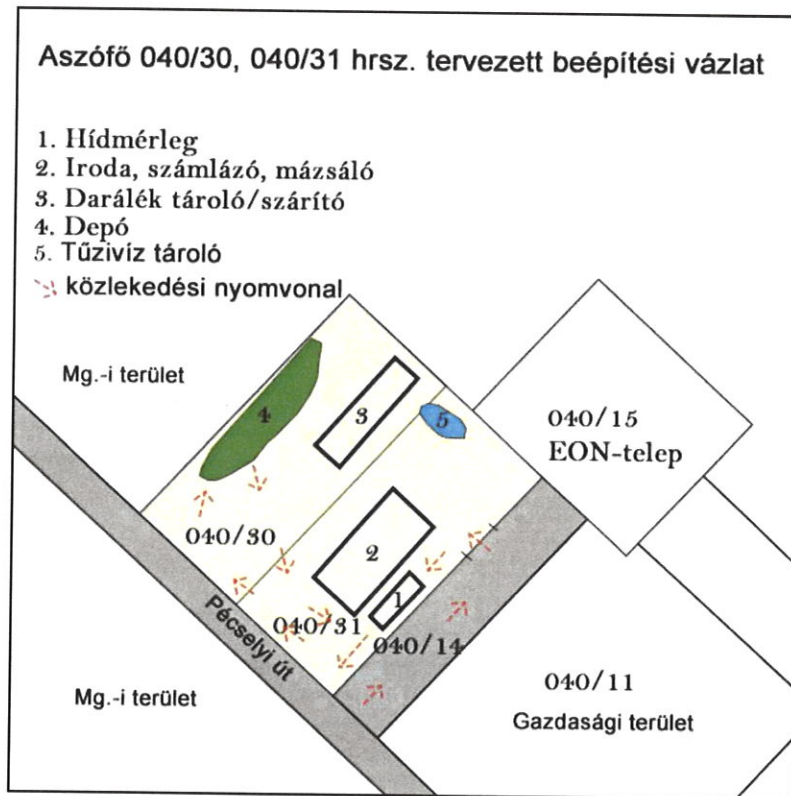 Aszófő 040/30, 040/31 hrsz. tervezett beépítési vázlat
1. Hídmérleg
2. Iroda, számlázó, mázsáló
3. Darálék tároló/szárító
4. Depó
5. Tűzivíz tároló
közlekedési nyomvonal
Mg.-i terület
4
3
5
040/15
EON-telep
040/30
2
1
040/31
040/14
Pécselyi út
Mg.-i terület
040/11
Gazdasági terület